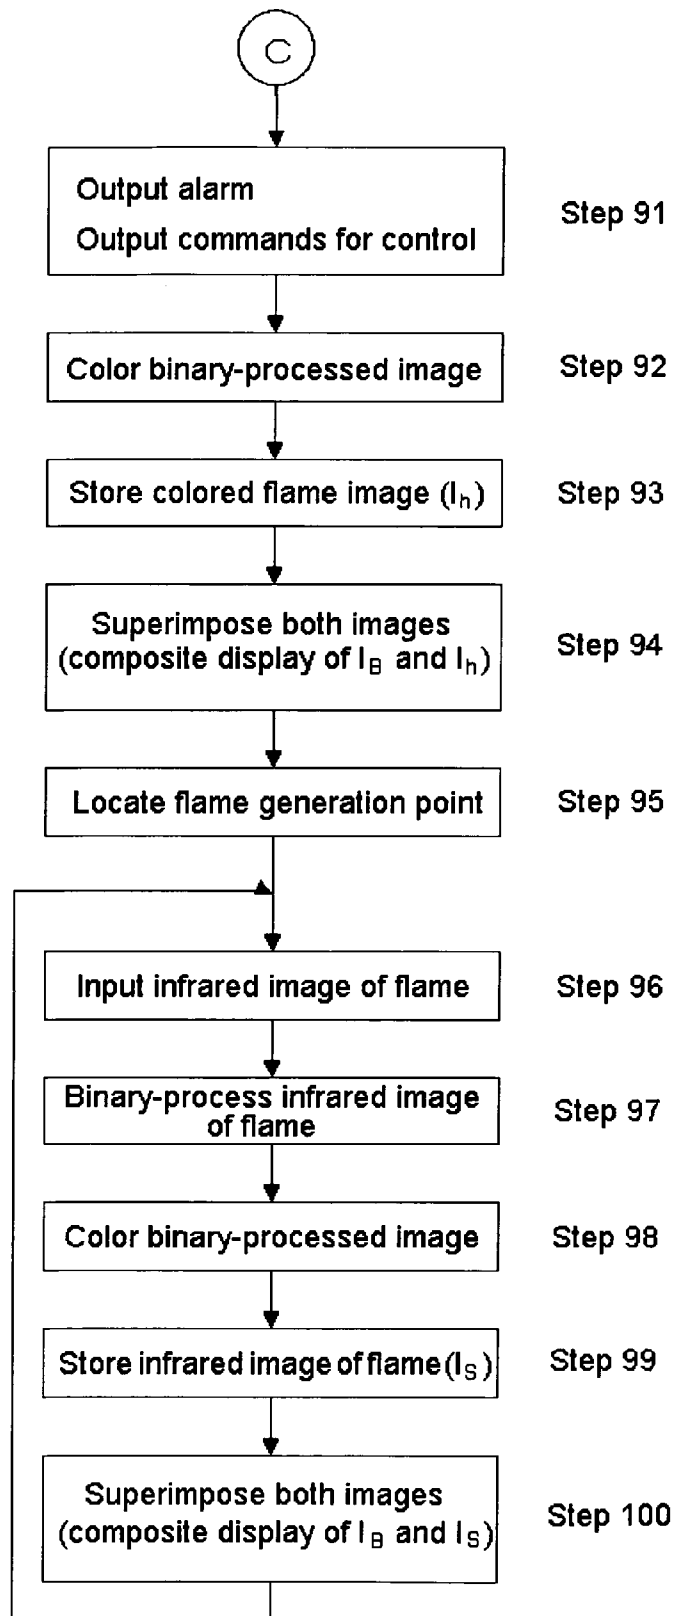 C
Output alarm
Output commands for control
Step 91
Color binary-processed image
Step 92
Store colored flame image (Ih)
Step 93
Superimpose both images
(composite display of IB and Ih)
Step 94
Locate flame generation point
Step 95
Input infrared image of flame
Step 96
Binary-process infrared image
of flame
Step 97
Color binary-processed image
Step 98
Store infrared image of flame (IS)
Step 99
Superimpose both images
(composite display of IB and IS)
Step 100